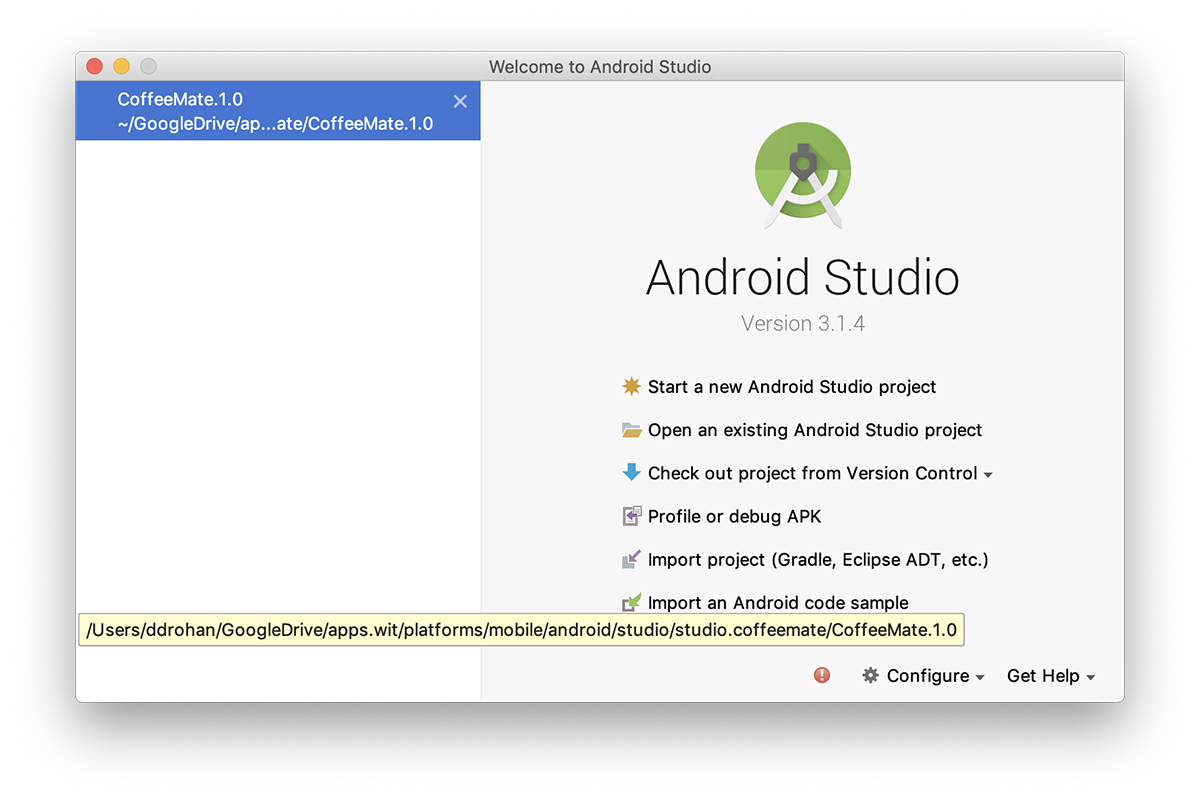 Welcome to Android Studio
CoffeeMate.1.0
~/GoogleDrive/ap...ate/CoffeeMate.1.0
Android Studio
Version 3.1.4
Start a new Android Studio project
Open an existing Android Studio project
Check out project from Version Control
Profile or debug APK
Import project (Gradle, Eclipse ADT, etc.)
Import an Android code sample
/Users/ddrohan/GoogleDrive/apps.wit/platforms/mobile/android/studio/studio.coffeemate/CoffeeMate.1.0
Configure Get Help